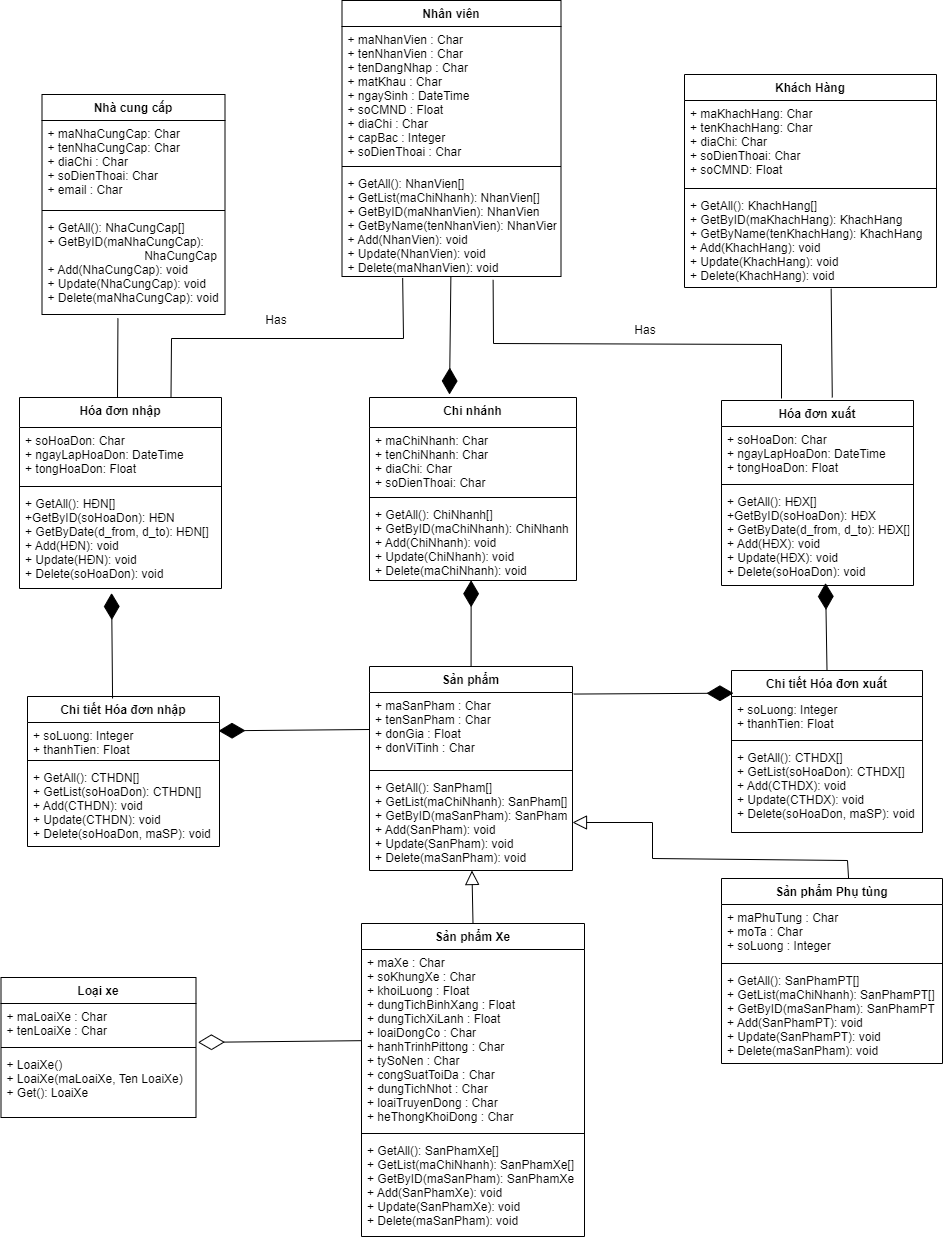 Nhân viên
+ maNhanVien : Char
+ tenNhanVien : Char
+ tenDangNhap : Char
+ matKhau : Char
+ ngaySinh : DateTime
+ soCMND : Float
+ diaChi : Char
+ capBac : Integer
+ soDienThoai : Char
+ GetAll(): NhanVien[]
+ GetList(maChiNhanh): NhanVien[]
+ GetByID(maNhanVien): NhanVien
+ GetByName(tenNhanVien): NhanVier
+ Add(NhanVien): void
+ Update(NhanVien): void
+ Delete(maNhanVien): void
Nhà cung cấp
+ maNhaCungCap: Char
+ tenNhaCungCap: Char
+ diaChi : Char
+ soDienThoai: Char
+ email : Char
+ GetAll(): NhaCungCap[]
+ GetByID(maNhaCungCap):
NhaCungCap
+ Add(NhaCungCap): void
+ Update(NhaCungCap): void
+ Delete(maNhaCungCap): void
Khách Hàng
+ maKhachHang: Char
+ tenKhachHang: Char
+ diaChi: Char
+ soDienThoai: Char
+ soCMND: Float
+ GetAll(): KhachHang[]
+ GetByID(maKhachHang): KhachHang
+ GetByName(tenKhachHang): KhachHang
+ Add(KhachHang): void
+ Update(KhachHang): void
+ Delete(KhachHang): void
Has
Has
Hóa đơn nhập
+ soHoaDon: Char
+ ngayLapHoaDon: DateTime
+ tongHoaDon: Float
+ GetAll(): HĐN[]
+GetByID(soHoaDon): HĐN
+ GetByDate(d_from, d_to): HĐN[]
+ Add(HĐN): void
+ Update(HĐN): void
+ Delete(soHoaDon): void
Chi nhánh
+ maChiNhanh: Char
+ tenChiNhanh: Char
+ diaChi: Char
+ soDienThoai: Char
+ GetAll(): ChiNhanh[]
+ GetByID(maChiNhanh): ChiNhanh
+ Add(ChiNhanh): void
+ Update(ChiNhanh): void
+ Delete(maChiNhanh): void
Hóa đơn xuất
+ soHoaDon: Char
+ ngayLapHoaDon: DateTime
+ tongHoaDon: Float
+ GetAll(): HĐX[]
+GetByID(soHoaDon): HĐX
+ GetByDate(d_from, d_to): HĐX[]
+ Add(HĐX): void
+ Update(HĐX): void
+ Delete(soHoaDon): void
Chi tiết Hóa đơn nhập
+ soLuong: Integer
+ thanhTien: Float
+ GetAll(): CTHDN[]
+ GetList(soHoaDon): CTHDN[]
+ Add(CTHDN): void
+ Update(CTHDN): void
+ Delete(soHoaDon, maSP): void
Sản phẩm
+ maSanPham : Char
+ tenSanPham : Char
+ donGia : Float
+ donViTinh : Char
+ GetAll(): SanPham[]
+ GetList(maChiNhanh): SanPham[]
+ GetByID(maSanPham): SanPham
+ Add(SanPham): void
+ Update(SanPham): void
+ Delete(maSanPham): void
Chi tiết Hóa đơn xuất
+ soLuong: Integer
+ thanhTien: Float
+ GetAll(): CTHDX[]
+ GetList(soHoaDon): CTHDX[]
+ Add(CTHDX): void
+ Update(CTHDX): void
+ Delete(soHoaDon, maSP): void
Sản phẩm Phụ tùng
+ maPhuTung : Char
+ moTa : Char
+ soLuong : Integer
+ GetAll(): SanPhamPT[]
+ GetList(maChiNhanh): SanPhamPT[]
+ GetByID(maSanPham): SanPhamPT
+ Add(SanPhamPT): void
+ Update(SanPhamPT): void
+ Delete(maSanPham): void
Sản phẩm Xe
+ maXe : Char
+ soKhungXe : Char
+ khoiLuong : Float
+ dungTichBinhXang : Float
+ dungTichXiLanh : Float
+ loaiDongCo : Char
+ hanhTrinhPittong : Char
+ tySoNen : Char
+ congSuatToiDa : Char
+ dungTichNhot : Char
+ loaiTruyenDong : Char
+ heThongKhoiDong : Char
+ GetAll(): SanPhamXe[]
+ GetList(maChiNhanh): SanPhamXe[]
+ GetByID(maSanPham): SanPhamXe
+ Add(SanPhamXe): void
+ Update(SanPhamXe): void
+ Delete(maSanPham): void
Loại xe
+ maLoaiXe : Char
+ tenLoaiXe : Char
+ LoaiXe()
+ LoaiXe(maLoaiXe, Ten LoaiXe)
+ Get(): LoaiXe